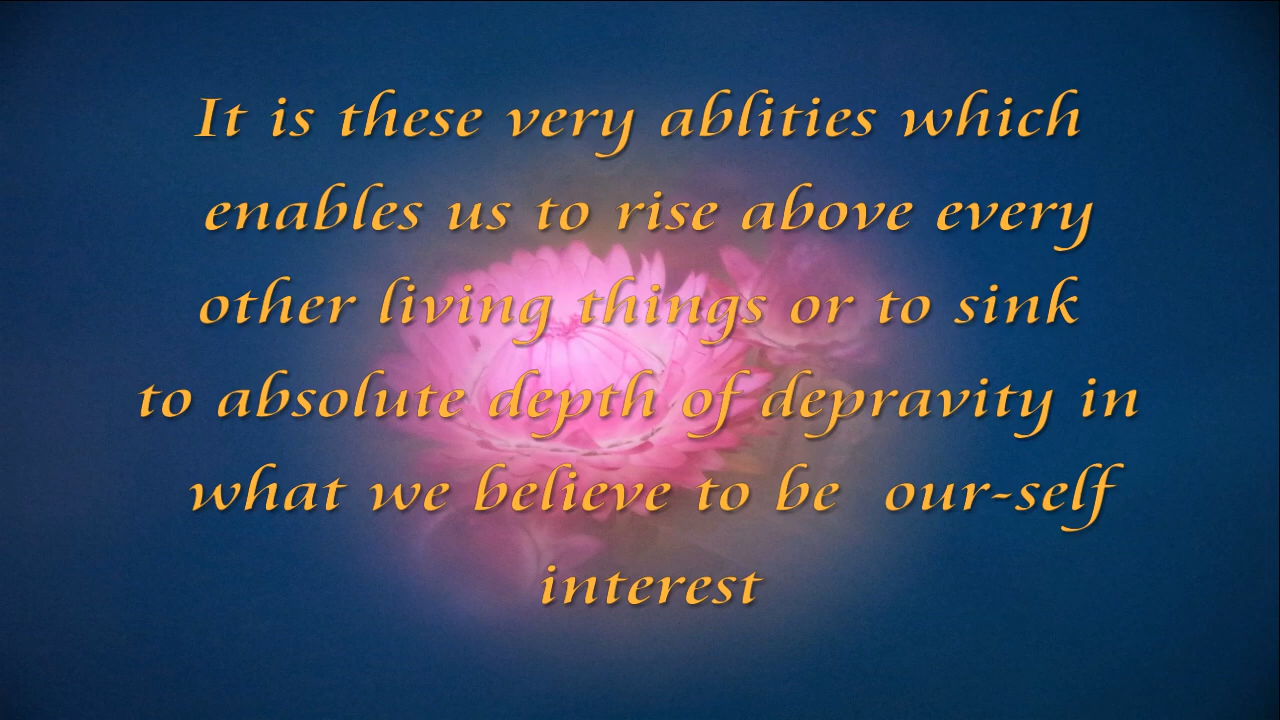 It is these very ablities which
enables us to rise above every
other living things or to sink
to absolute depth of depravity in
what we believe to be  our-self
interest